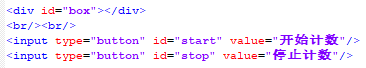 <div id="box"></div>
<br/><br/>
<input type="button" id="start" value="开始计数"/>
<input type="button" id="stop" value="停止计数"/>